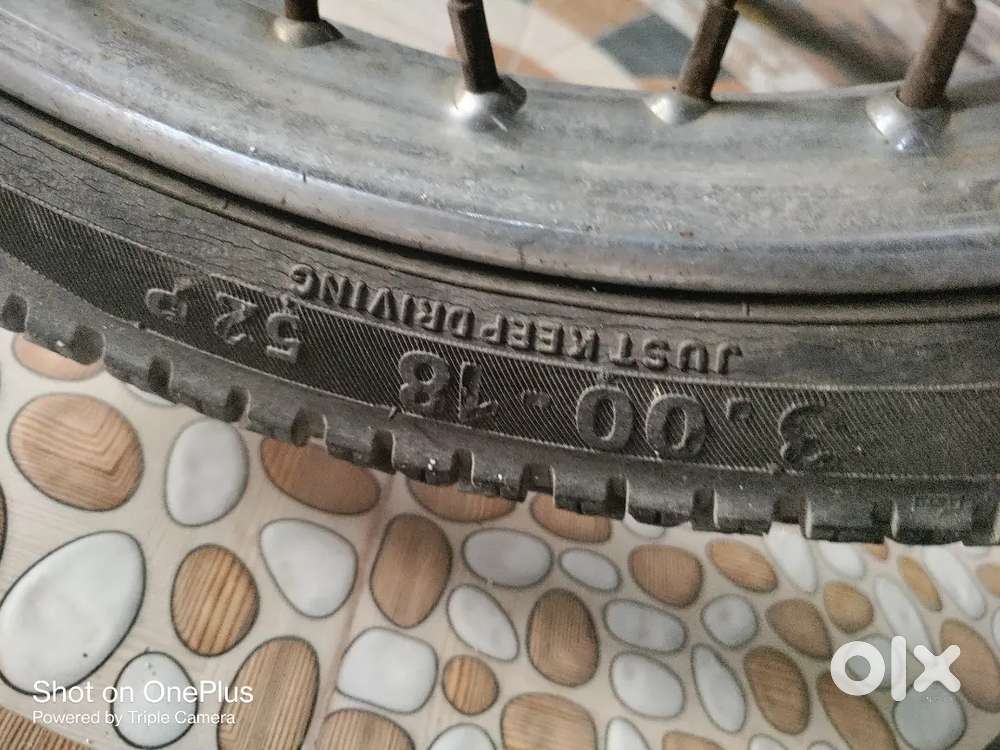 JUST KEEP DRIVING
3.00 - 18 52 P
Shot on OnePlus
Powered by Triple Camera
olx